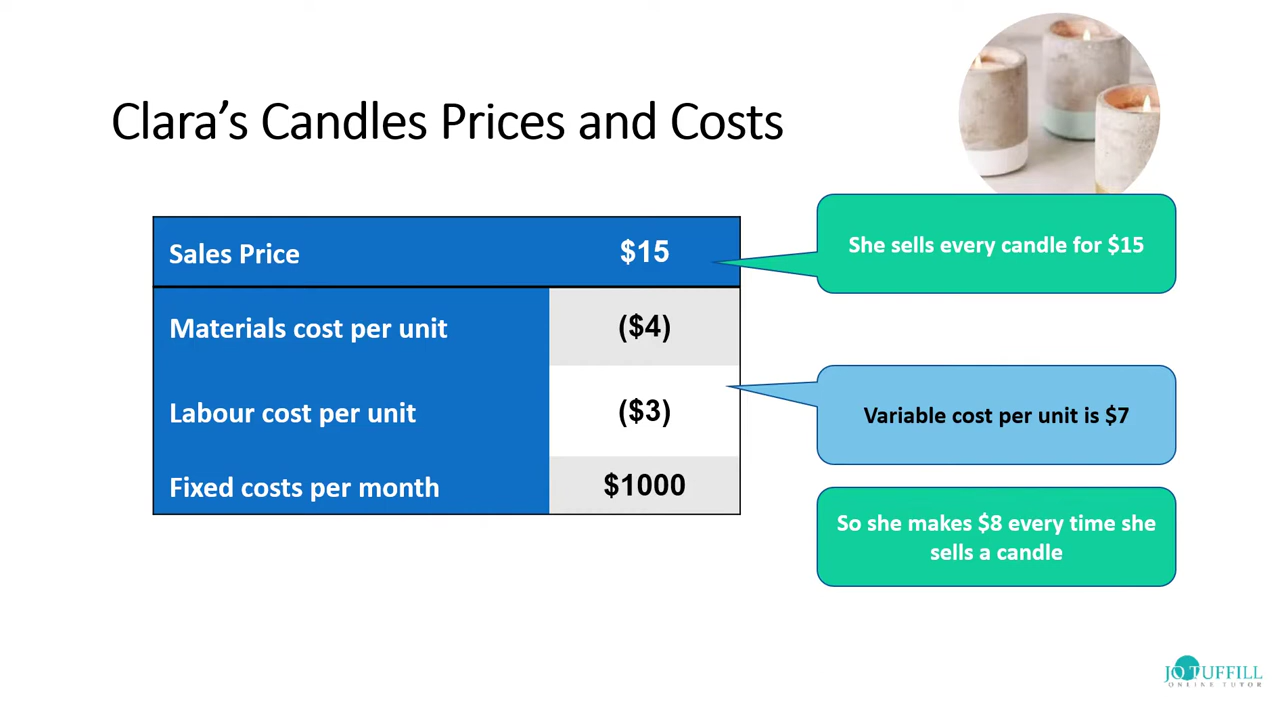 Clara’s Candles Prices and Costs
Sales Price $15
She sells every candle for $15
Materials cost per unit ($4)
Labour cost per unit ($3)
Variable cost per unit is $7
Fixed costs per month $1000
So she makes $8 every time she
sells a candle
JO TUFFILL
ONLINE TUTOR